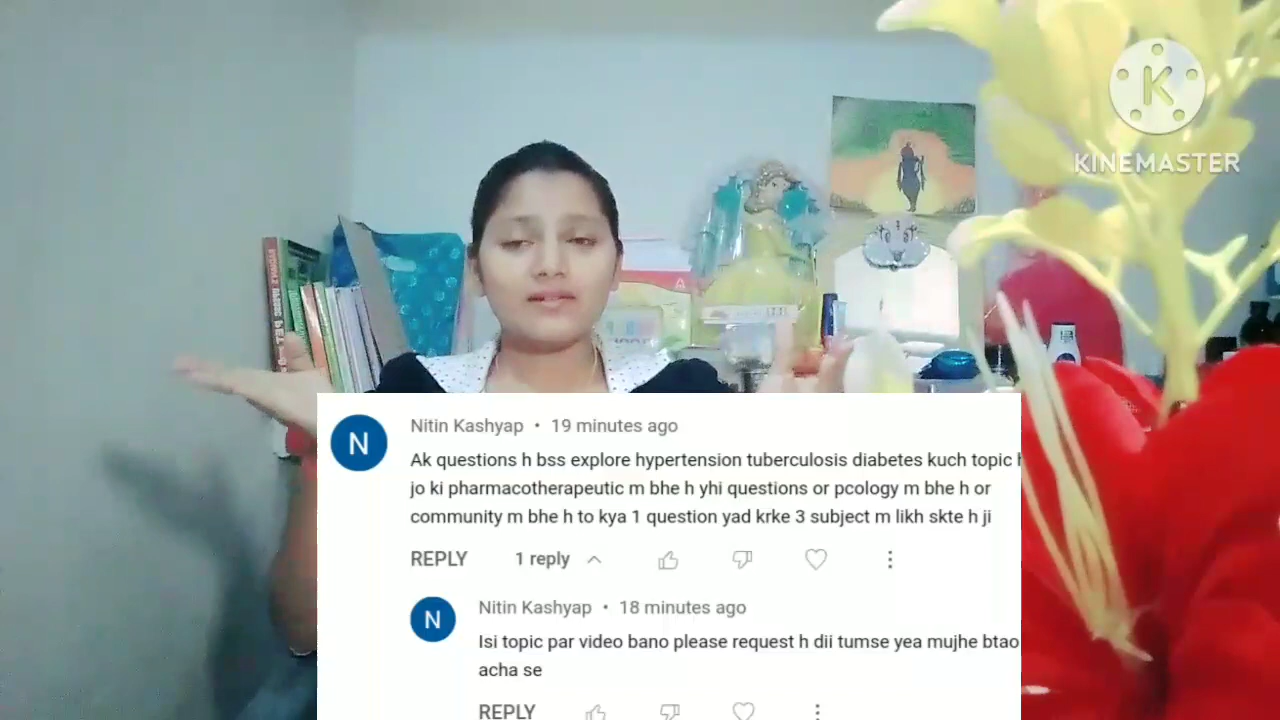 K
KINEMASTER
A
N
Nitin Kashyap • 19 minutes ago
Ak questions h bss explore hypertension tuberculosis diabetes kuch topic
jo ki pharmacotherapeutic m bhe h yhi questions or pcology m bhe h or
community m bhe h to kya 1 question yad krke 3 subject m likh skte h ji
REPLY 1 reply
N
Nitin Kashyap • 18 minutes ago
Isi topic par video bano please request h dii tumse yea mujhe btao
acha se
REPLY